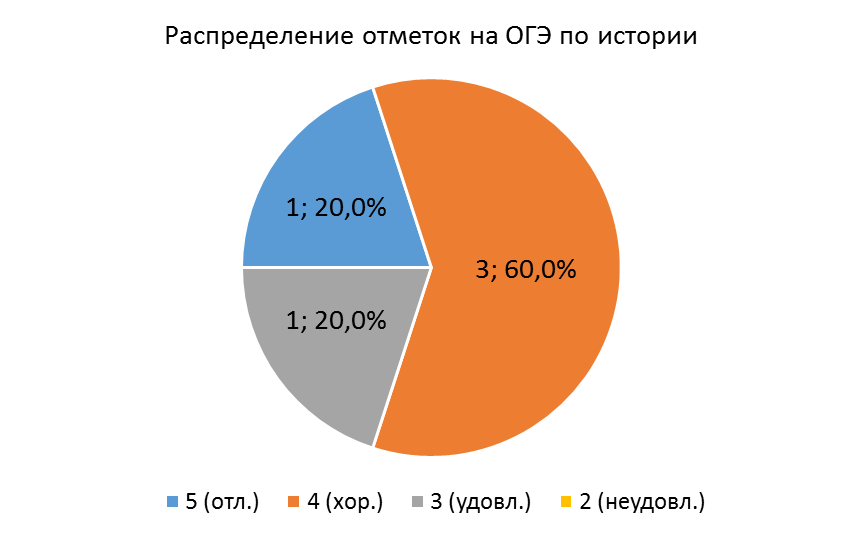 Распределение отметок на ОГЭ по истории
1; 20,0%
3; 60,0%
1; 20,0%
5 (отл.) 4 (хор.) 3 (удовл.) 2 (неудовл.)